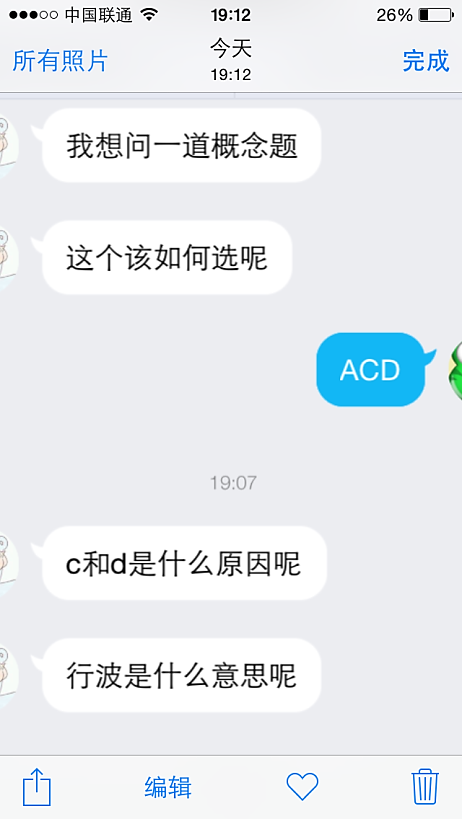 中国联通 19:12 26%
所有照片 今天 完成
19:12
我想问一道概念题
这个该如何选呢
ACD
19:07
c和d是什么原因呢
行波是什么意思呢
编辑